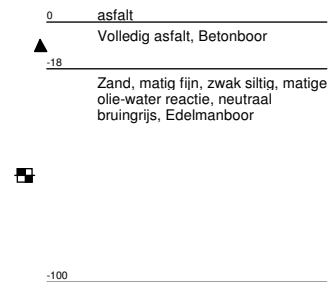 0 asfalt
Volledig asfalt, Betonboor
-18
Zand, matig fijn, zwak siltig, matige
olie-water reactie, neutraal
bruingrijs, Edelmanboor
-100